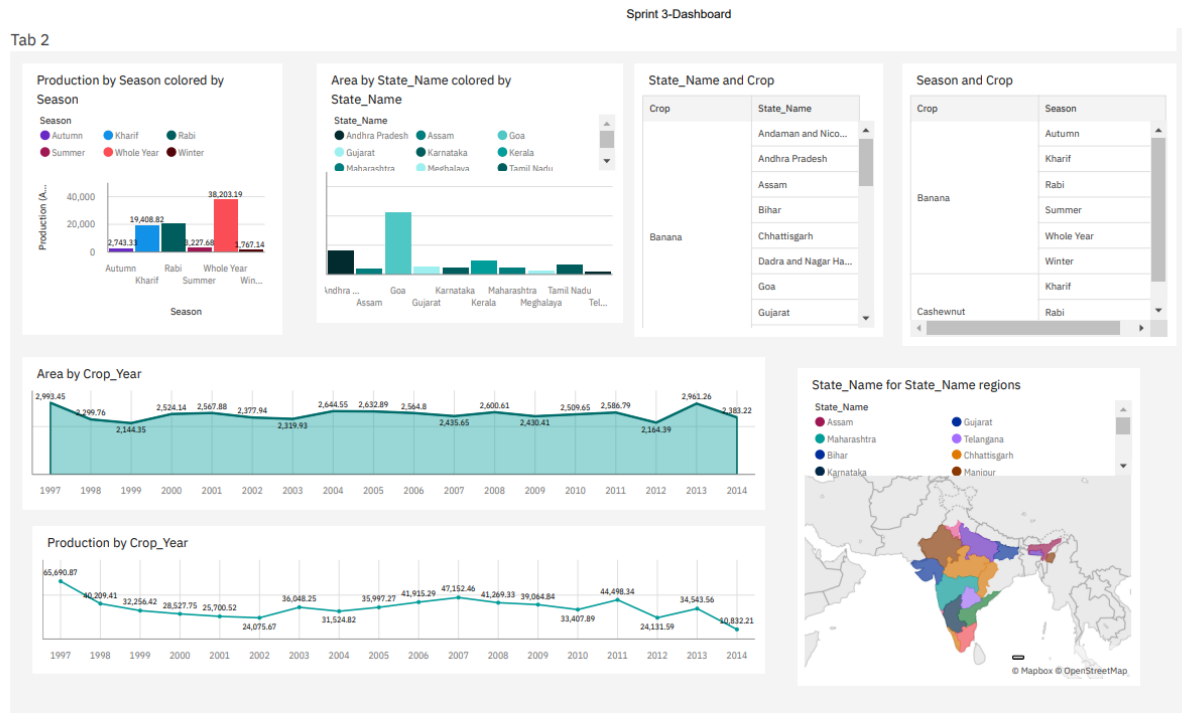 Sprint 3-Dashboard
Tab 2
Production by Season colored by
Season
Season
Autumn Kharif Rabi
Summer Whole Year Winter
Production (A...
40,000
20,000
0
2,743.33
19,408.82
38,203.19
1,767.14
Autumn Rabi Whole Year
Kharif Summer Win...
Season
Area by State_Name colored by
State_Name
State_Name
Andhra Pradesh Assam Goa
Gujarat Karnataka Kerala
Maharashtra Meghalaya Tamil Nadu
Goa Karnataka Maharashtra Tamil Nadu
Assam Gujarat Kerala Meghalaya Tel...
State_Name and Crop
Crop State_Name
Andaman and Nico...
Andhra Pradesh
Assam
Bihar
Banana
Chhattisgarh
Dadra and Nagar Ha...
Goa
Gujarat
Season and Crop
Crop Season
Autumn
Kharif
Rabi
Banana
Summer
Whole Year
Winter
Kharif
Cashewnut Rabi
Area by Crop_Year
2,993.45 2,299.76 2,144.35 2,524.14 2,567.88 2,377.94 2,319.93 2,644.55 2,632.89 2,564.8 2,435.65 2,600.61 2,430.41 2,509.65 2,586.79 2,164.39 2,961.26 2,383.22
1997 1998 1999 2000 2001 2002 2003 2004 2005 2006 2007 2008 2009 2010 2011 2012 2013 2014
Production by Crop_Year
65,690.87 40,209.41 32,256.42 28,527.75 25,700.52 24,075.67 36,048.25 31,524.82 35,997.27 41,915.29 47,152.46 41,269.33 39,064.84 33,407.89 44,498.34 24,131.59 34,543.56 10,832.21
1997 1998 1999 2000 2001 2002 2003 2004 2005 2006 2007 2008 2009 2010 2011 2012 2013 2014
State_Name for State_Name regions
State_Name
Assam Gujarat
Maharashtra Telangana
Bihar Chhattisgarh
Karnataka Manipur
© Mapbox © OpenStreetMap